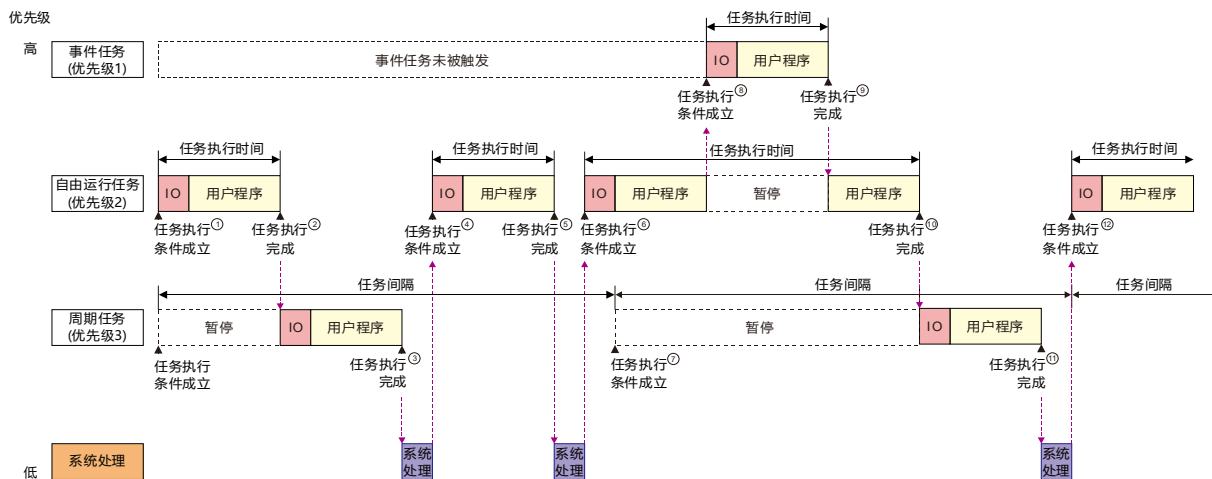 优先级
高
事件任务
(优先级1)
事件任务未被触发
任务执行时间
IO
用户程序
任务执行⑧
条件成立
任务执行⑨
完成
自由运行任务
(优先级2)
任务执行时间
IO
用户程序
任务执行①
条件成立
任务执行②
完成
任务执行时间
IO
用户程序
任务执行④
条件成立
任务执行⑤
完成
任务执行时间
IO
用户程序
暂停
用户程序
任务执行⑥
条件成立
任务执行⑩
完成
任务执行时间
IO
用户程序
任务执行⑫
条件成立
周期任务
(优先级3)
任务间隔
任务间隔
任务间隔
暂停
IO
用户程序
任务执行
条件成立
任务执行③
完成
暂停
IO
用户程序
任务执行⑦
条件成立
任务执行⑪
完成
低
系统处理
系统
处理
系统
处理
系统
处理